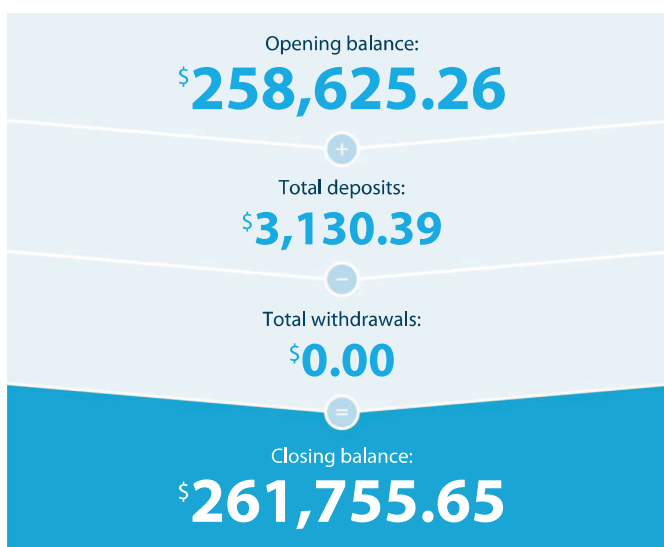 Opening balance:
$258,625.26
+
Total deposits:
$3,130.39
−
Total withdrawals:
$0.00
=
Closing balance:
$261,755.65